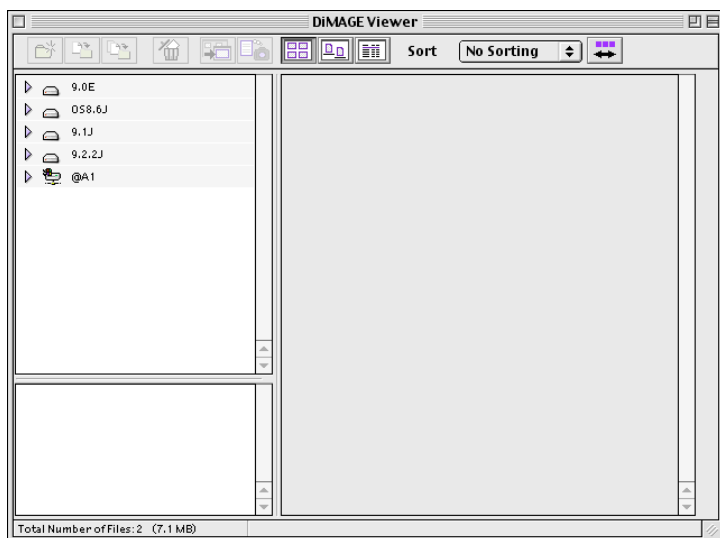 DiMAGE Viewer
Sort No Sorting
9.0E
OS8.6J
9.1J
9.2.2J
@A1
Total Number of Files: 2 (7.1 MB)